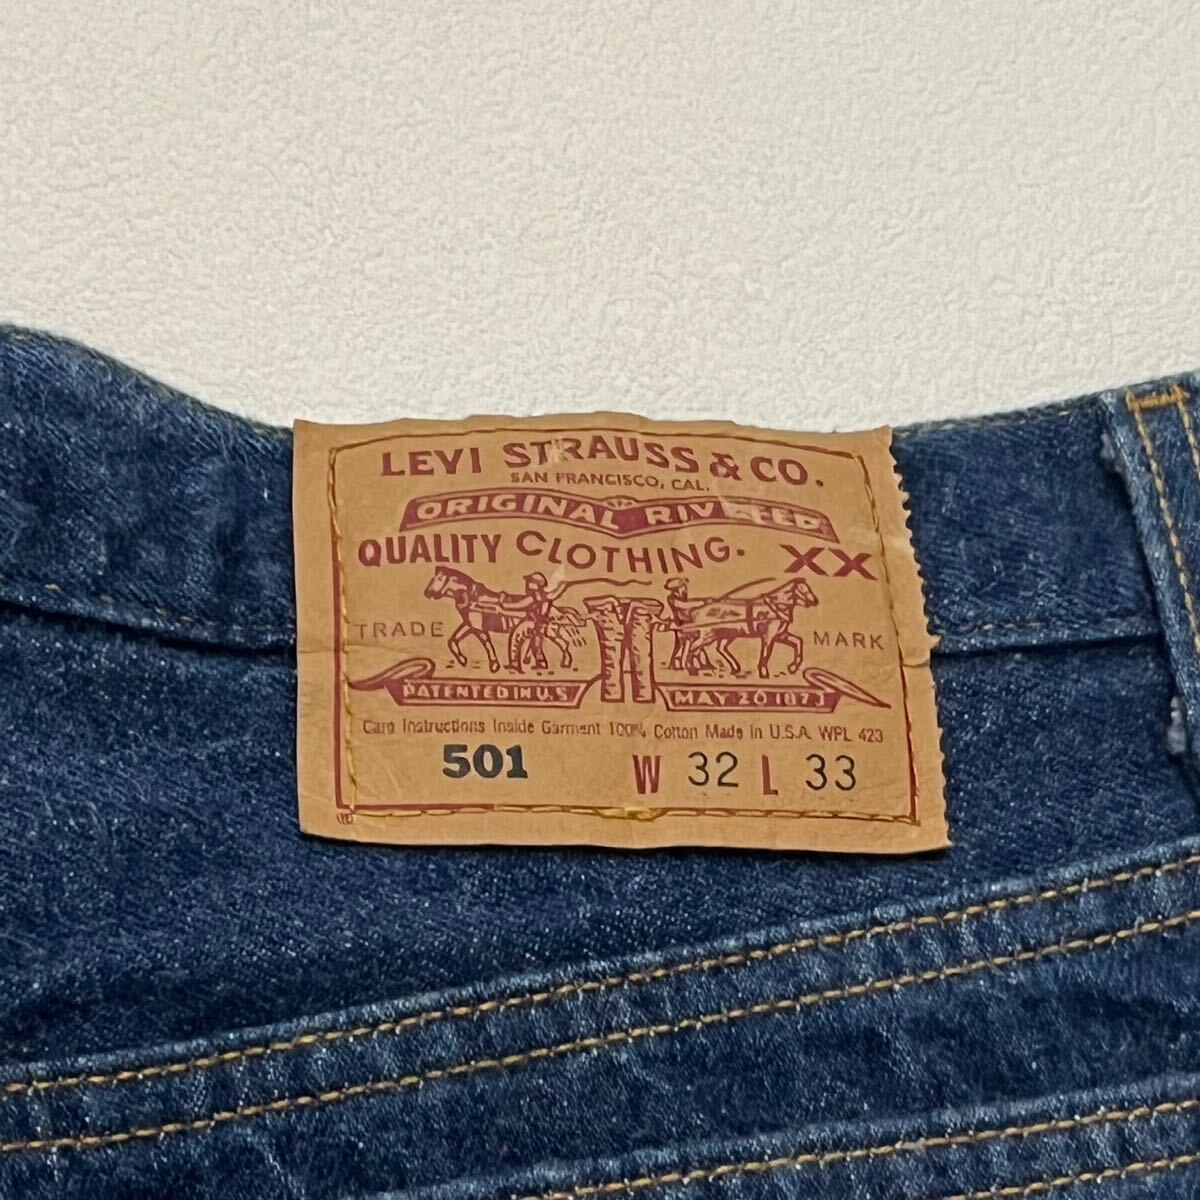 LEVI STRAUSS & CO.
SAN FRANCISCO, CAL.
ORIGINAL RIVETED
QUALITY CLOTHING. XX
TRADE MARK
PATENTED IN U.S. MAY 20 1873
Care Instructions Inside Garment 100% Cotton Made in U.S.A. WPL 423
501 W 32 L 33